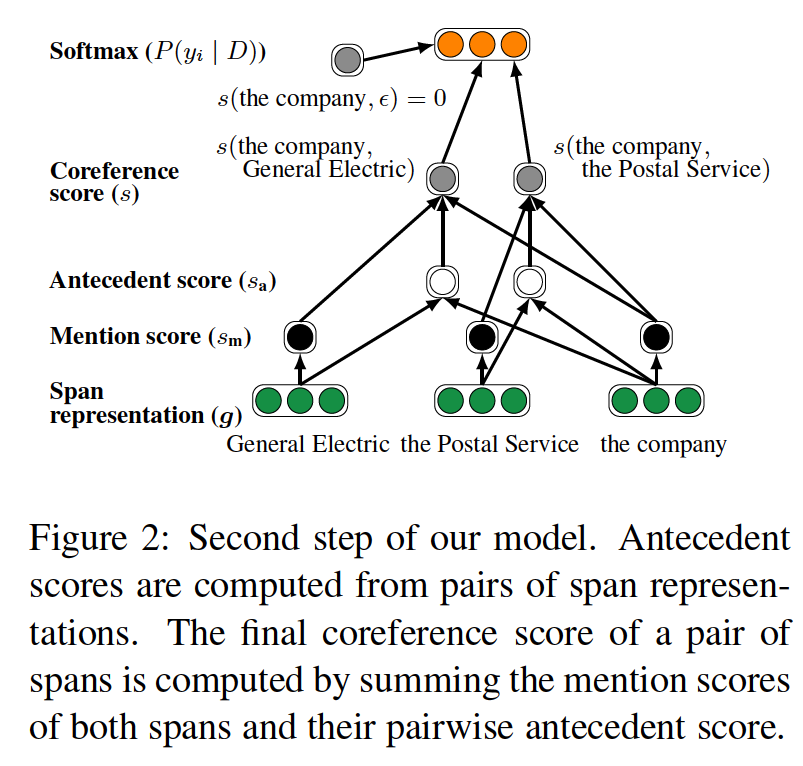 Softmax (P(yᵢ | D))
s(the company, ϵ) = 0
s(the company,
General Electric)
s(the company,
the Postal Service)
Coreference
score (s)
Antecedent score (sₐ)
Mention score (sₘ)
Span
representation (g)
General Electric the Postal Service the company
Figure 2: Second step of our model. Antecedent
scores are computed from pairs of span represen-
tations. The final coreference score of a pair of
spans is computed by summing the mention scores
of both spans and their pairwise antecedent score.